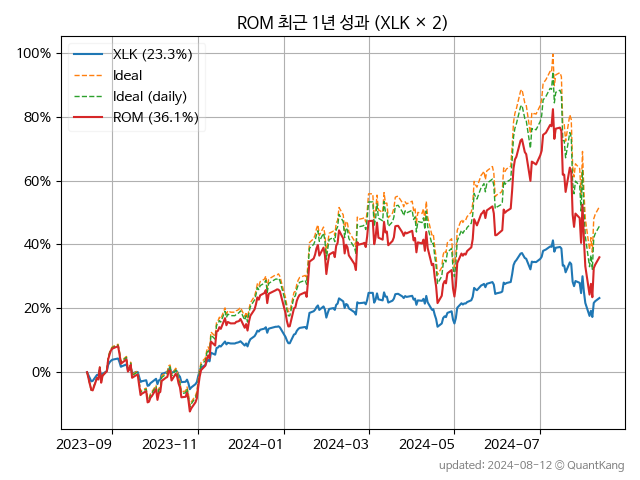 ROM 최근 1년 성과 (XLK × 2)
XLK (23.3%)
Ideal
Ideal (daily)
ROM (36.1%)
100%
80%
60%
40%
20%
0%
2023-09 2023-11 2024-01 2024-03 2024-05 2024-07
updated: 2024-08-12 © QuantKang